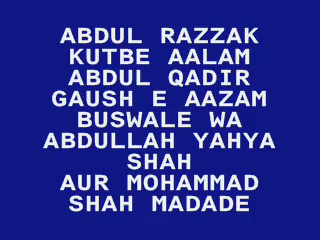 ABDUL RAZZAK
KUTBE AALAM
ABDUL QADIR
GAUSH E AAZAM
BUSWALE WA
ABDULLAH YAHYA
SHAH
AUR MOHAMMAD
SHAH MADADE